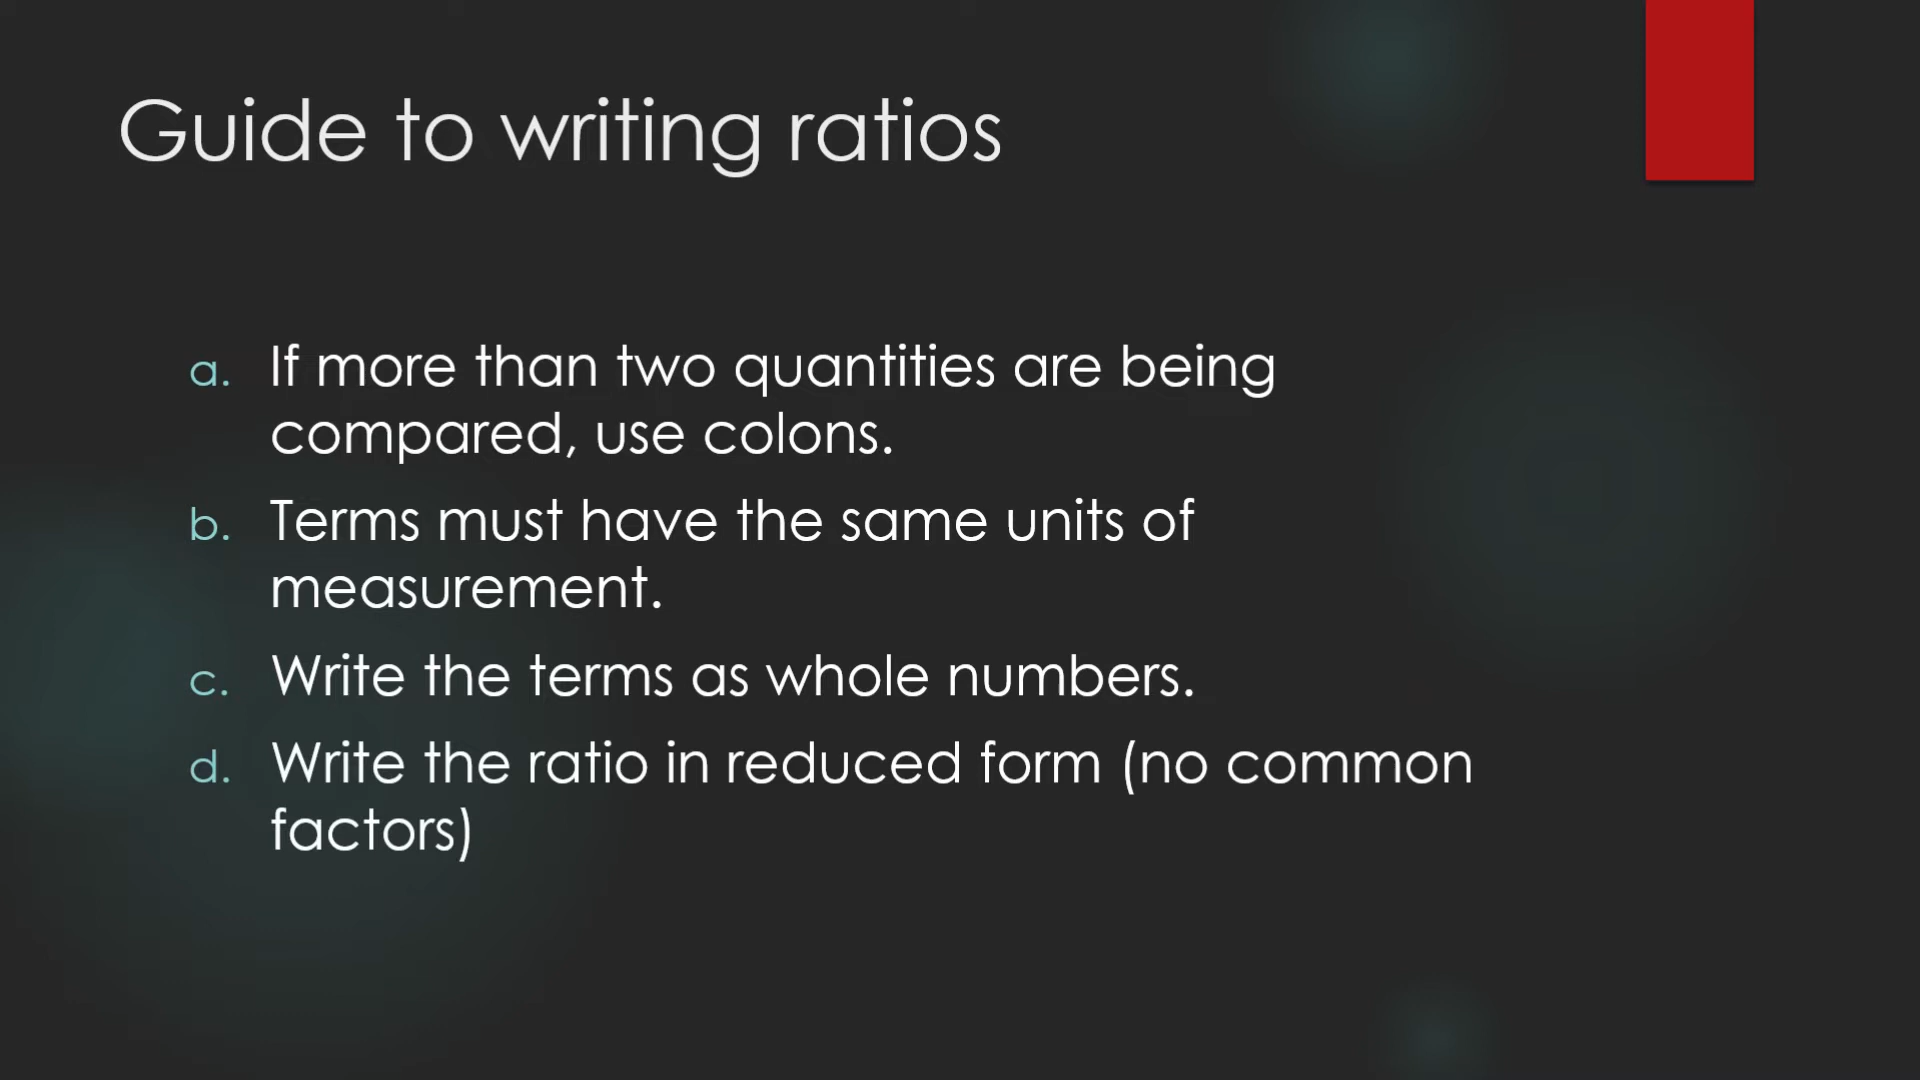 Guide to writing ratios
a. If more than two quantities are being
compared, use colons.
b. Terms must have the same units of
measurement.
c. Write the terms as whole numbers.
d. Write the ratio in reduced form (no common
factors)